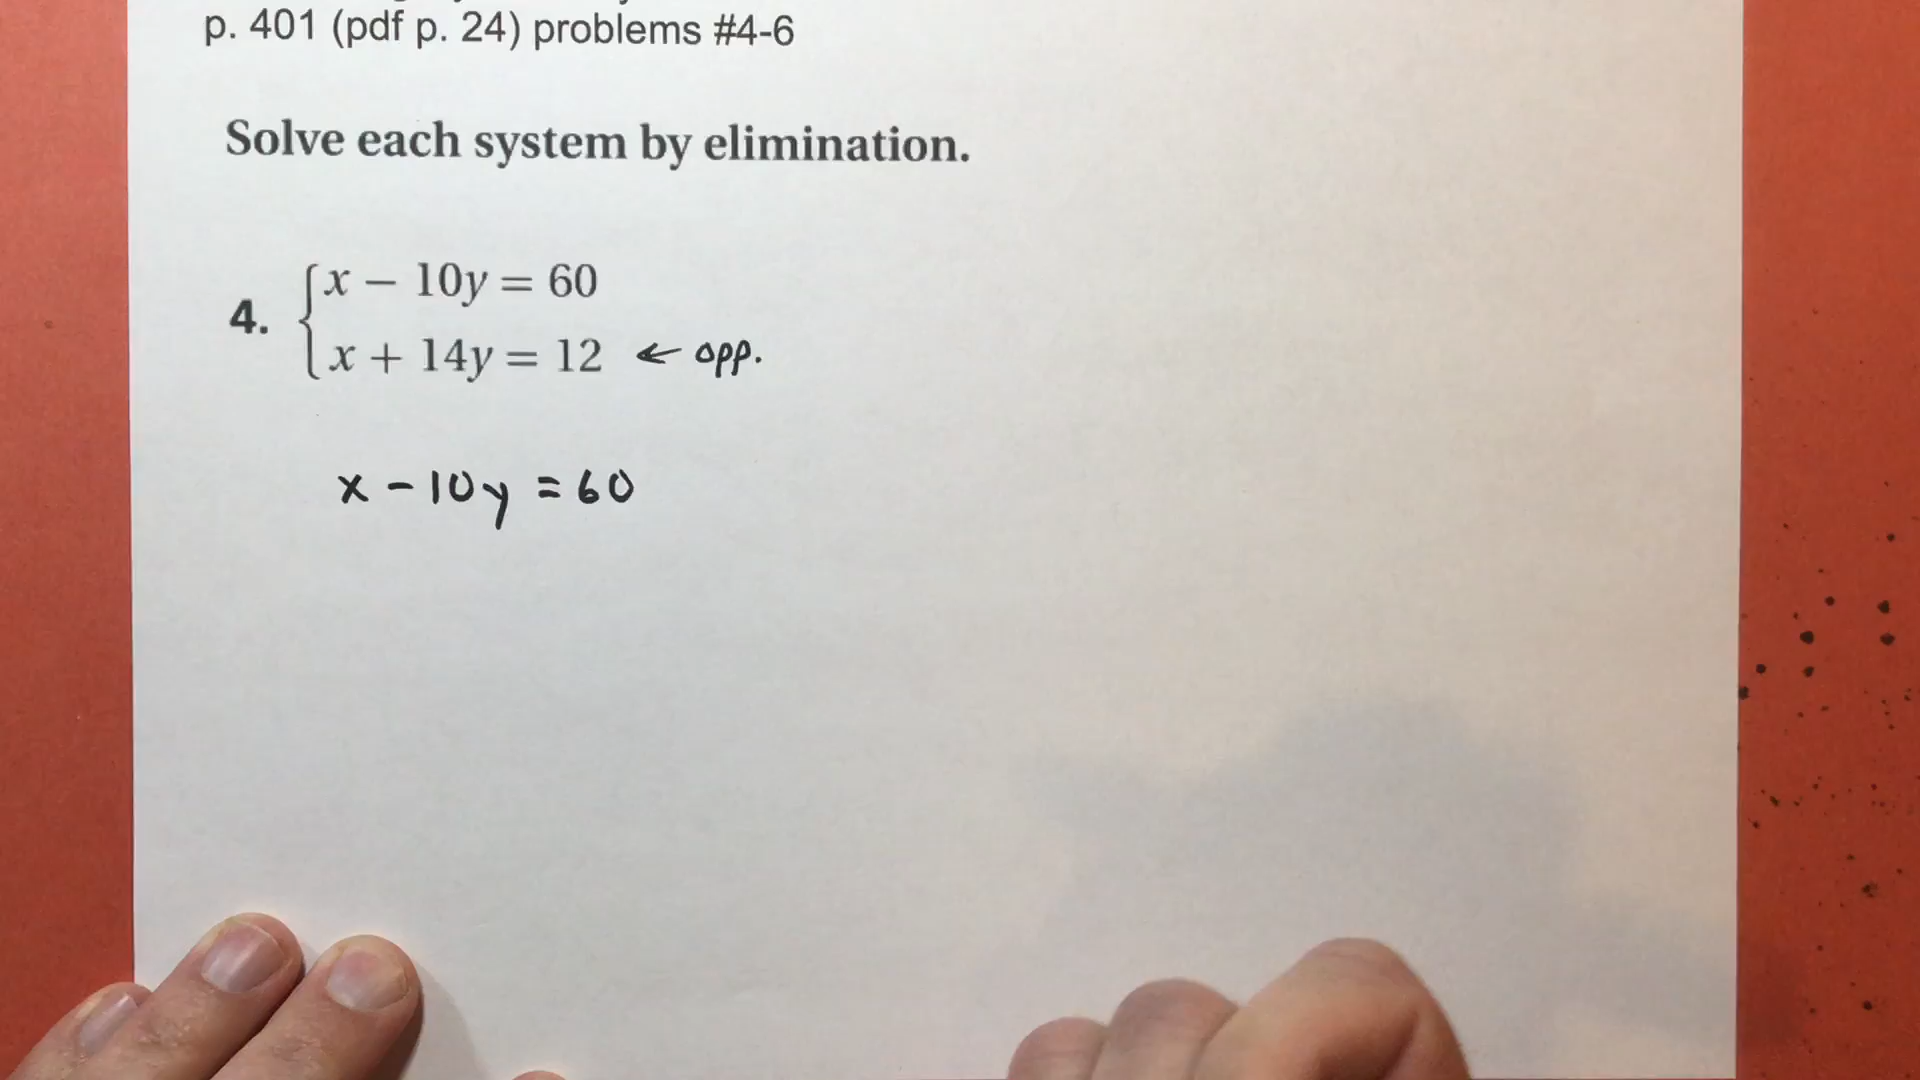 p. 401 (pdf p. 24) problems #4-6
Solve each system by elimination.
4.
x − 10y = 60
x + 14y = 12 ← opp.
x - 10y = 60